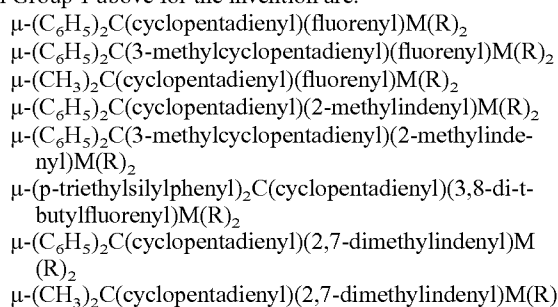 n Group 1 above for the invention are:
μ-(C₆H₅)₂C(cyclopentadienyl)(fluorenyl)M(R)₂
μ-(C₆H₅)₂C(3-methylcyclopentadienyl)(fluorenyl)M(R)₂
μ-(CH₃)₂C(cyclopentadienyl)(fluorenyl)M(R)₂
μ-(C₆H₅)₂C(cyclopentadienyl)(2-methylindenyl)M(R)₂
μ-(C₆H₅)₂C(3-methylcyclopentadienyl)(2-methylinde-
nyl)M(R)₂
μ-(p-triethylsilylphenyl)₂C(cyclopentadienyl)(3,8-di-t-
butylfluorenyl)M(R)₂
μ-(C₆H₅)₂C(cyclopentadienyl)(2,7-dimethylindenyl)M
(R)₂
μ-(CH₃)₂C(cyclopentadienyl)(2,7-dimethylindenyl)M(R)